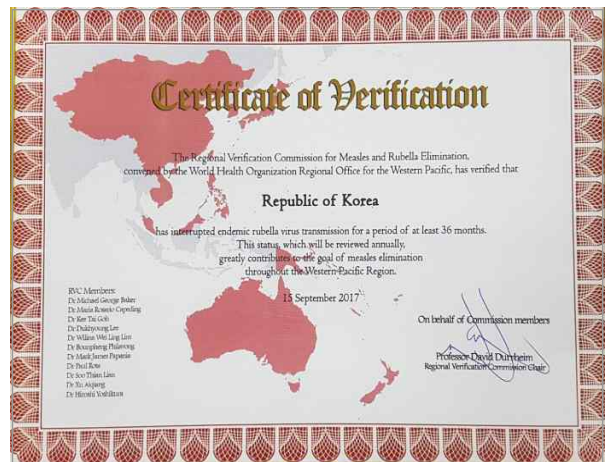 Certificate of Verification
The Regional Verification Commission for Measles and Rubella Elimination,
convened by the World Health Organization Regional Office for the Western Pacific, has verified that
Republic of Korea
has interrupted endemic rubella virus transmission for a period of at least 36 months.
This status, which will be reviewed annually,
greatly contributes to the goal of measles elimination
throughout the Western Pacific Region.
15 September 2017
RVC Members:
Dr Michael George Baker
Dr Maria Rosario Capeding
Dr Kee Tai Goh
Dr Dukhyoung Lee
Dr Wilina Wei Ling Lim
Dr Bounpheng Philavong
Dr Mark James Papania
Dr Paul Rota
Dr Soo Thian Lian
Dr Xu Aiqiang
Dr Hiroshi Yoshikura
On behalf of Commission members
Professor David Durrheim
Regional Verification Commission Chair